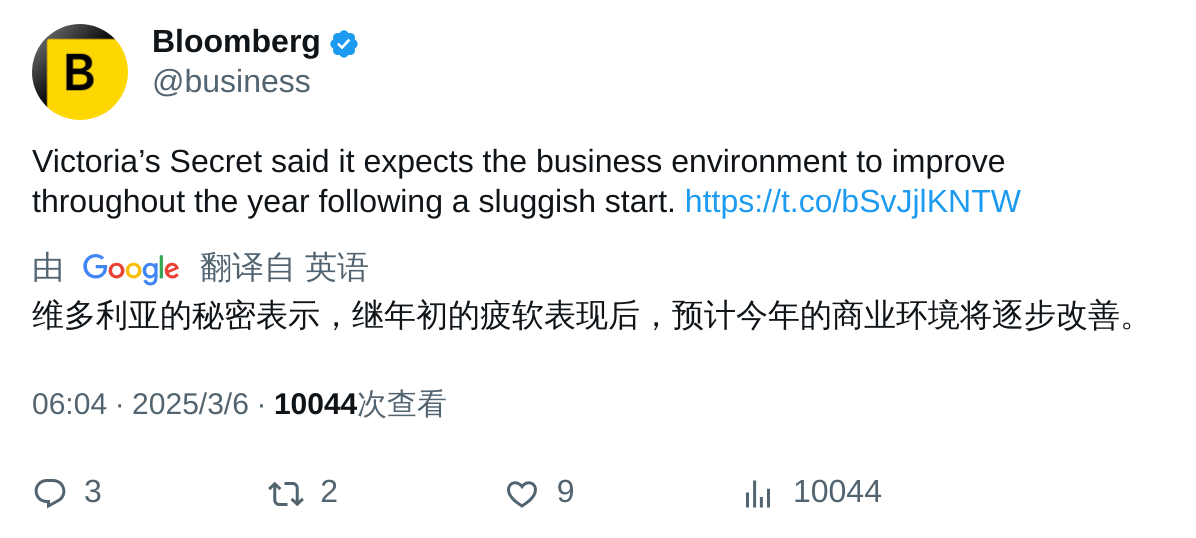 B
Bloomberg
@business
Victoria’s Secret said it expects the business environment to improve
throughout the year following a sluggish start. https://t.co/bSvJjlKNTW
由 Google 翻译自 英语
维多利亚的秘密表示，继年初的疲软表现后，预计今年的商业环境将逐步改善。
06:04 · 2025/3/6 · 10044次查看
3 2 9 10044